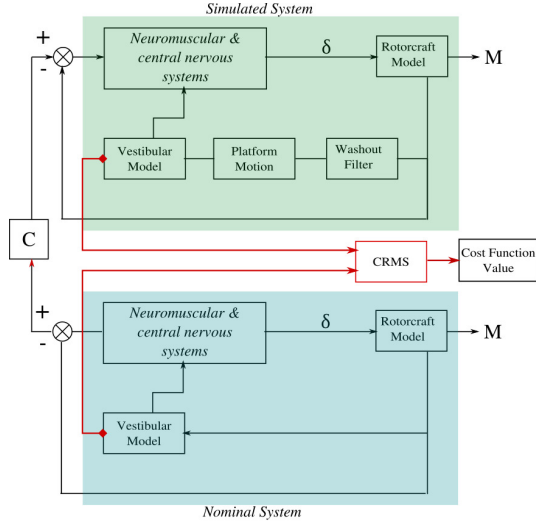 Simulated System
+
-
Neuromuscular &
central nervous
systems
δ
Rotorcraft
Model
M
Vestibular
Model
Platform
Motion
Washout
Filter
C
CRMS
Cost Function
Value
+
-
Neuromuscular &
central nervous
systems
δ
Rotorcraft
Model
M
Vestibular
Model
Nominal System